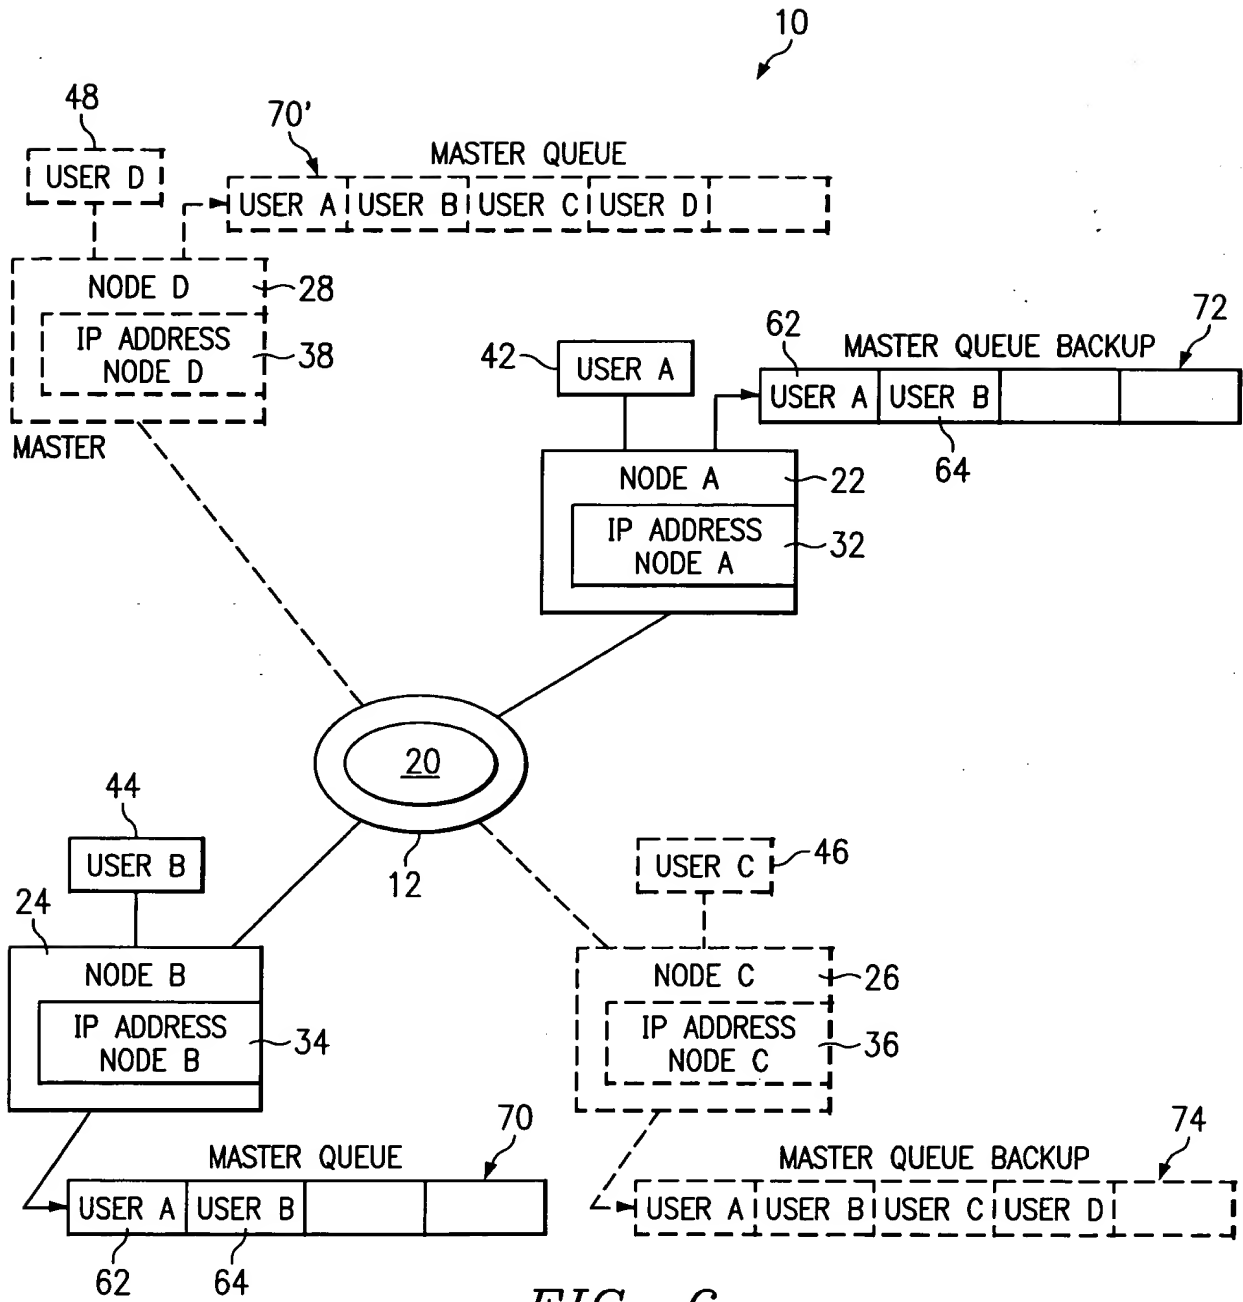 10
48
70'
MASTER QUEUE
USER D
USER A USER B USER C USER D
NODE D
28
IP ADDRESS
NODE D
38
MASTER
42
USER A
62
MASTER QUEUE BACKUP
72
USER A USER B
64
NODE A
22
IP ADDRESS
NODE A
32
20
12
44
USER B
24
NODE B
IP ADDRESS
NODE B
34
MASTER QUEUE
70
USER A USER B
62
64
USER C
46
NODE C
26
IP ADDRESS
NODE C
36
MASTER QUEUE BACKUP
74
USER A USER B USER C USER D